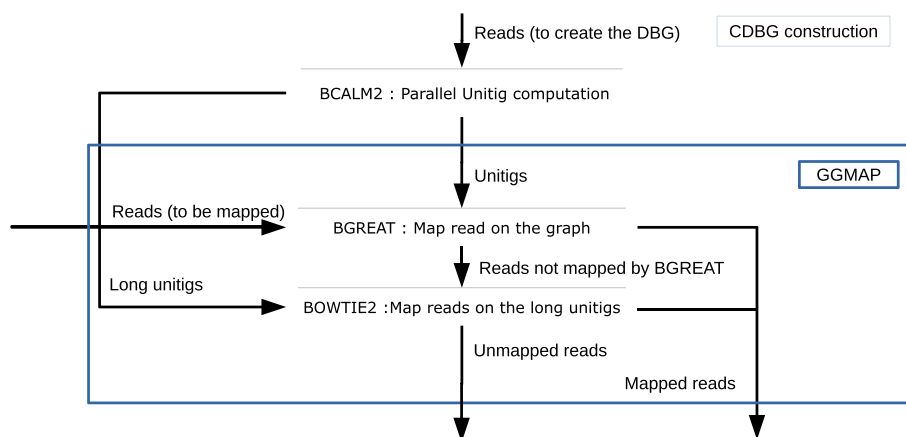 Reads (to create the DBG)
CDBG construction
BCALM2 : Parallel Unitig computation
Unitigs
GGMAP
Reads (to be mapped)
BGREAT : Map read on the graph
Reads not mapped by BGREAT
Long unitigs
BOWTIE2 :Map reads on the long unitigs
Unmapped reads
Mapped reads